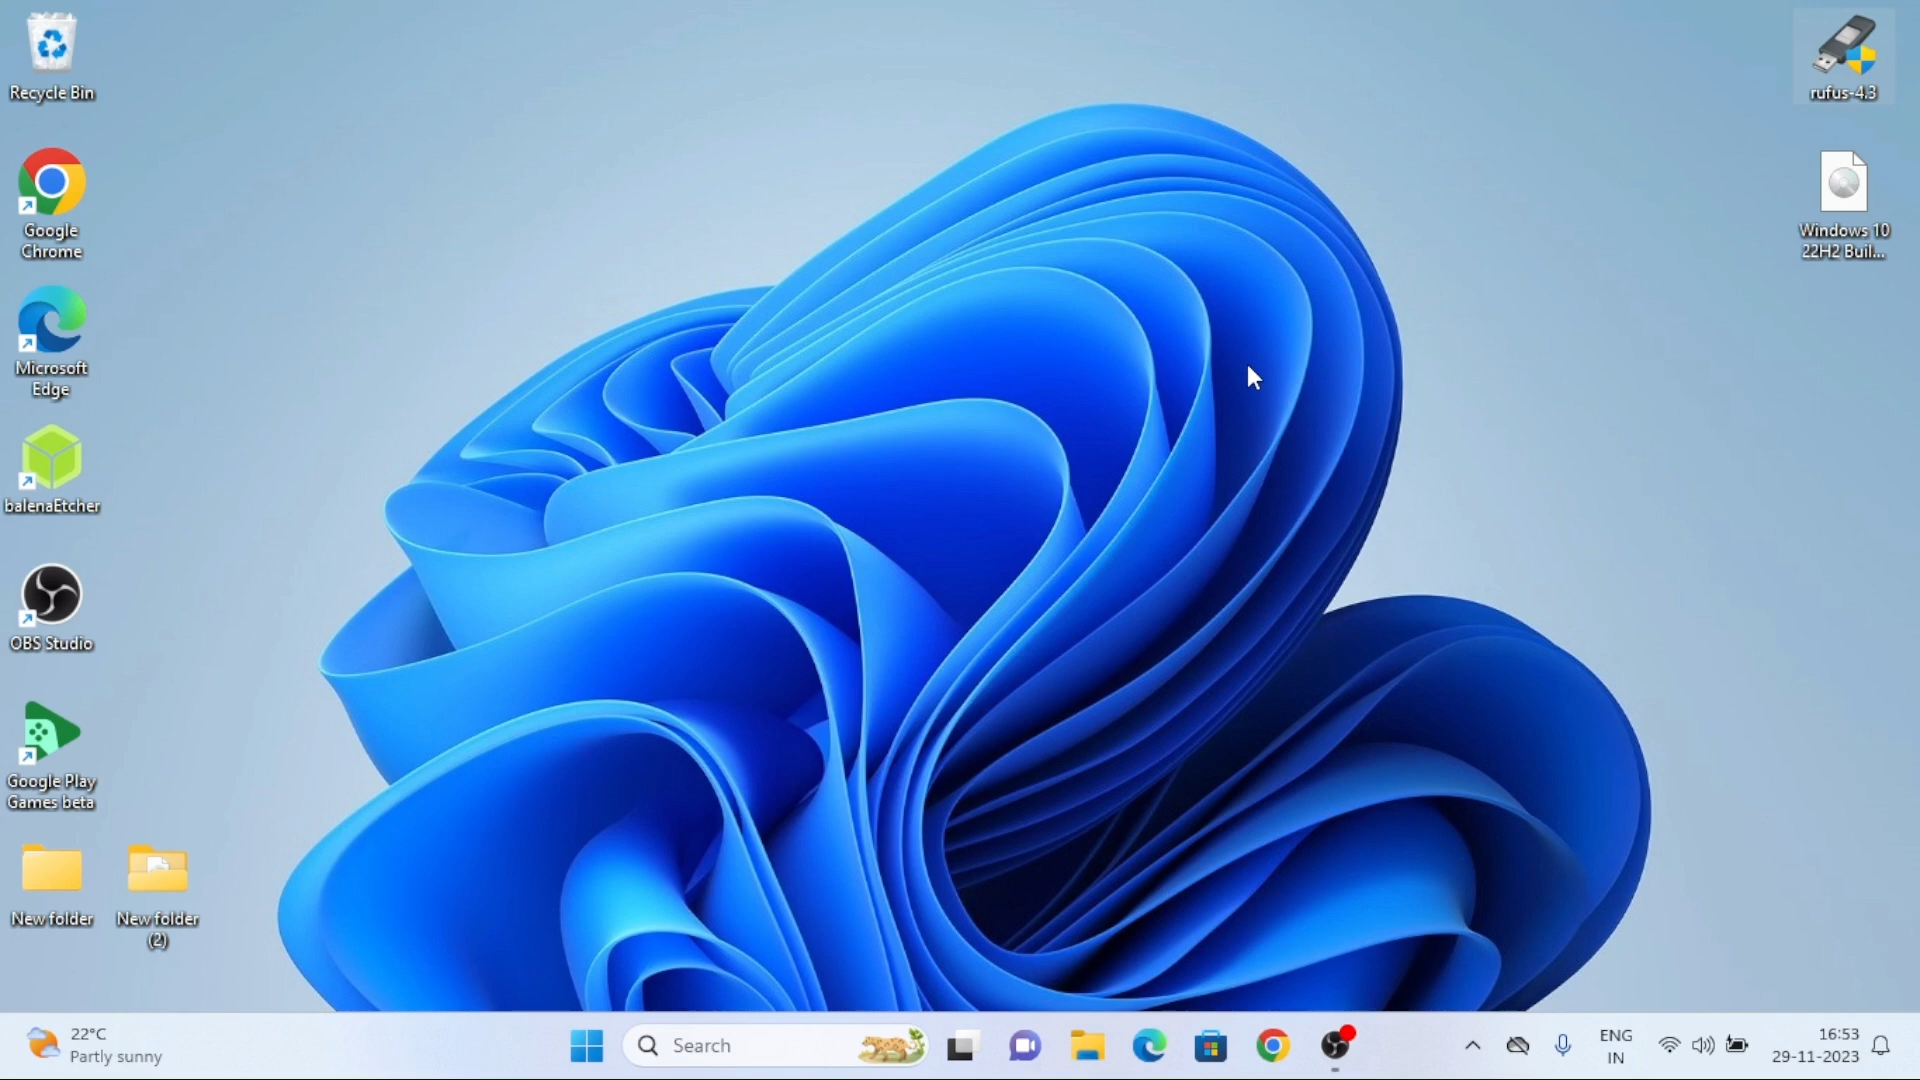 Recycle Bin
Google
Chrome
Microsoft
Edge
balenaEtcher
OBS Studio
Google Play
Games beta
New folder
New folder
(2)
rufus-4.3
Windows 10
22H2 Buil...
22°C
Partly sunny
Search
ENG
IN
16:53
29-11-2023